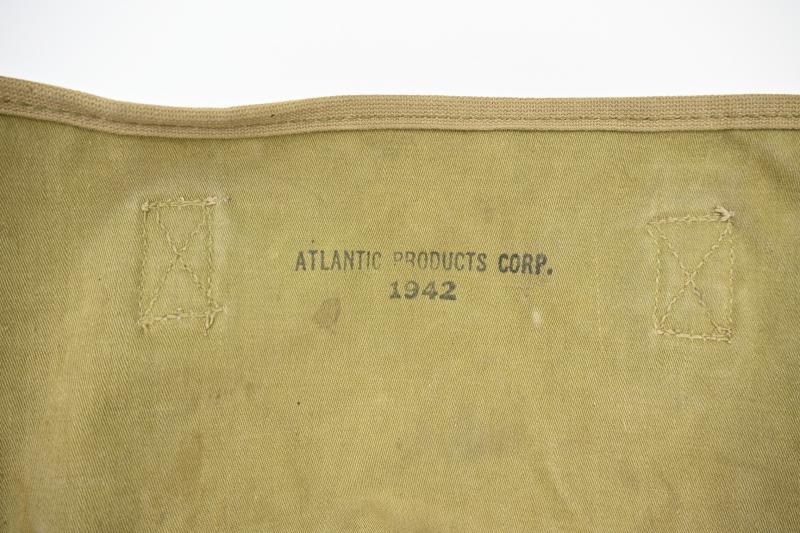 ATLANTIC PRODUCTS CORP.
1942